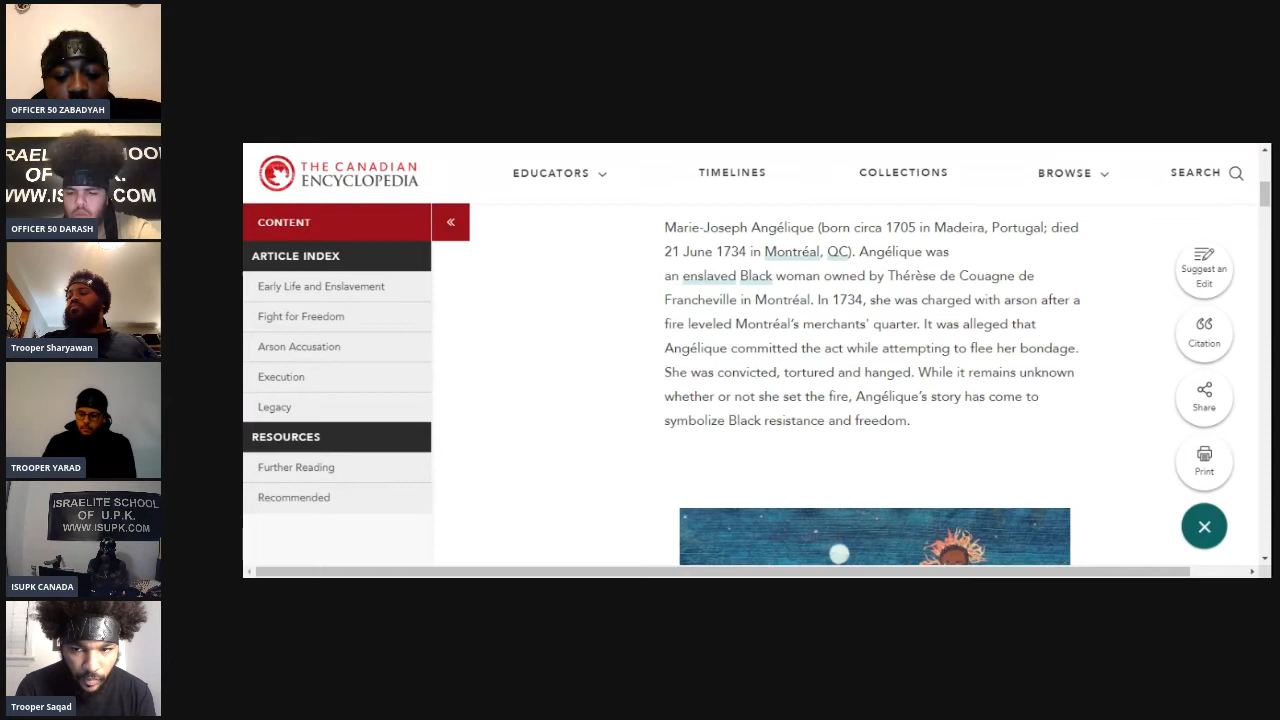 OFFICER 50 ZABADYAH
OF
WWW.IS
.COM
OFFICER 50 DARASH
Trooper Sharyawan
TROOPER YARAD
ISRAELITE SCHOOL
OF U.P.K.
WWW.ISUPK.COM
ISUPK CANADA
Trooper Saqad
THE CANADIAN
ENCYCLOPEDIA
EDUCATORS
TIMELINES
COLLECTIONS
BROWSE
SEARCH
CONTENT
«
ARTICLE INDEX
Early Life and Enslavement
Fight for Freedom
Arson Accusation
Execution
Legacy
RESOURCES
Further Reading
Recommended
Marie-Joseph Angélique (born circa 1705 in Madeira, Portugal; died
21 June 1734 in Montréal, QC). Angélique was
an enslaved Black woman owned by Thérèse de Couagne de
Francheville in Montréal. In 1734, she was charged with arson after a
fire leveled Montréal's merchants' quarter. It was alleged that
Angélique committed the act while attempting to flee her bondage.
She was convicted, tortured and hanged. While it remains unknown
whether or not she set the fire, Angélique's story has come to
symbolize Black resistance and freedom.
Suggest an
Edit
Citation
Share
Print